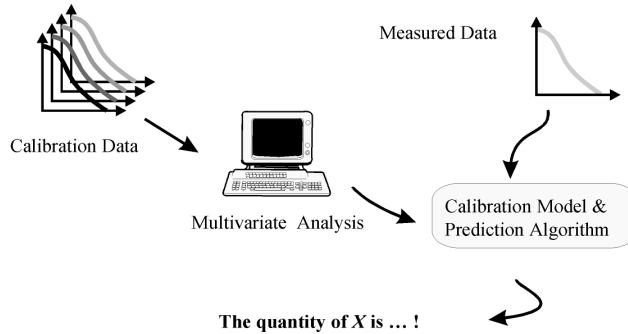 Measured Data
Calibration Data
Multivariate Analysis
Calibration Model &
Prediction Algorithm
The quantity of X is ... !